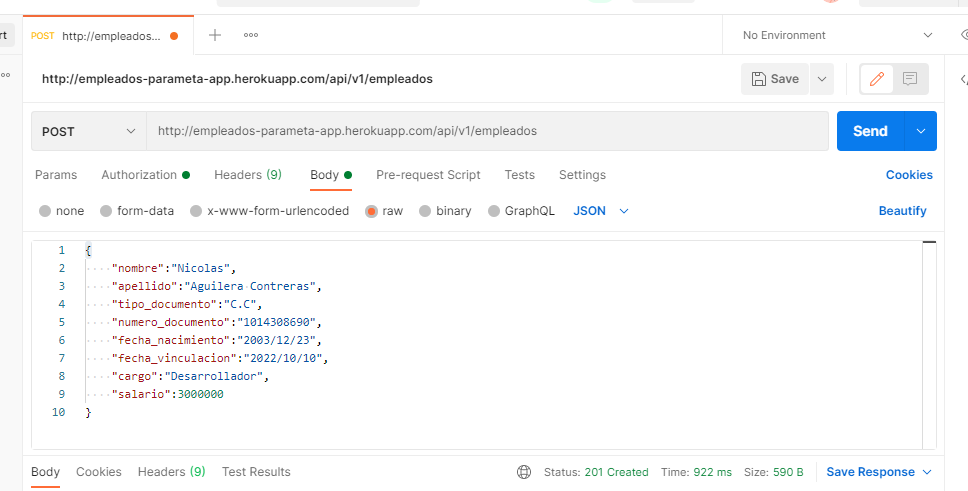 rt POST http://empleados... No Environment
http://empleados-parameta-app.herokuapp.com/api/v1/empleados Save
POST http://empleados-parameta-app.herokuapp.com/api/v1/empleados Send
Params Authorization Headers (9) Body Pre-request Script Tests Settings Cookies
none form-data x-www-form-urlencoded raw binary GraphQL JSON Beautify
1 {
2 "nombre":"Nicolas",
3 "apellido":"Aguilera Contreras",
4 "tipo_documento":"C.C",
5 "numero_documento":"1014308690",
6 "fecha_nacimiento":"2003/12/23",
7 "fecha_vinculacion":"2022/10/10",
8 "cargo":"Desarrollador",
9 "salario":3000000
10 }
Body Cookies Headers (9) Test Results Status: 201 Created Time: 922 ms Size: 590 B Save Response